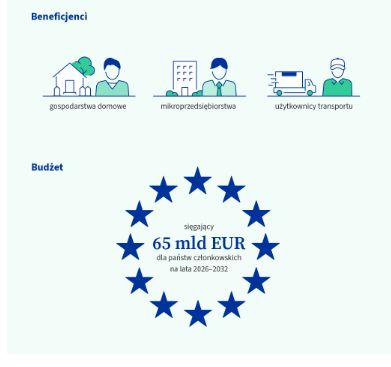 Beneficjenci
gospodarstwa domowe
mikroprzedsiębiorstwa
użytkownicy transportu
Budżet
sięgający
65 mld EUR
dla państw członkowskich
na lata 2026–2032